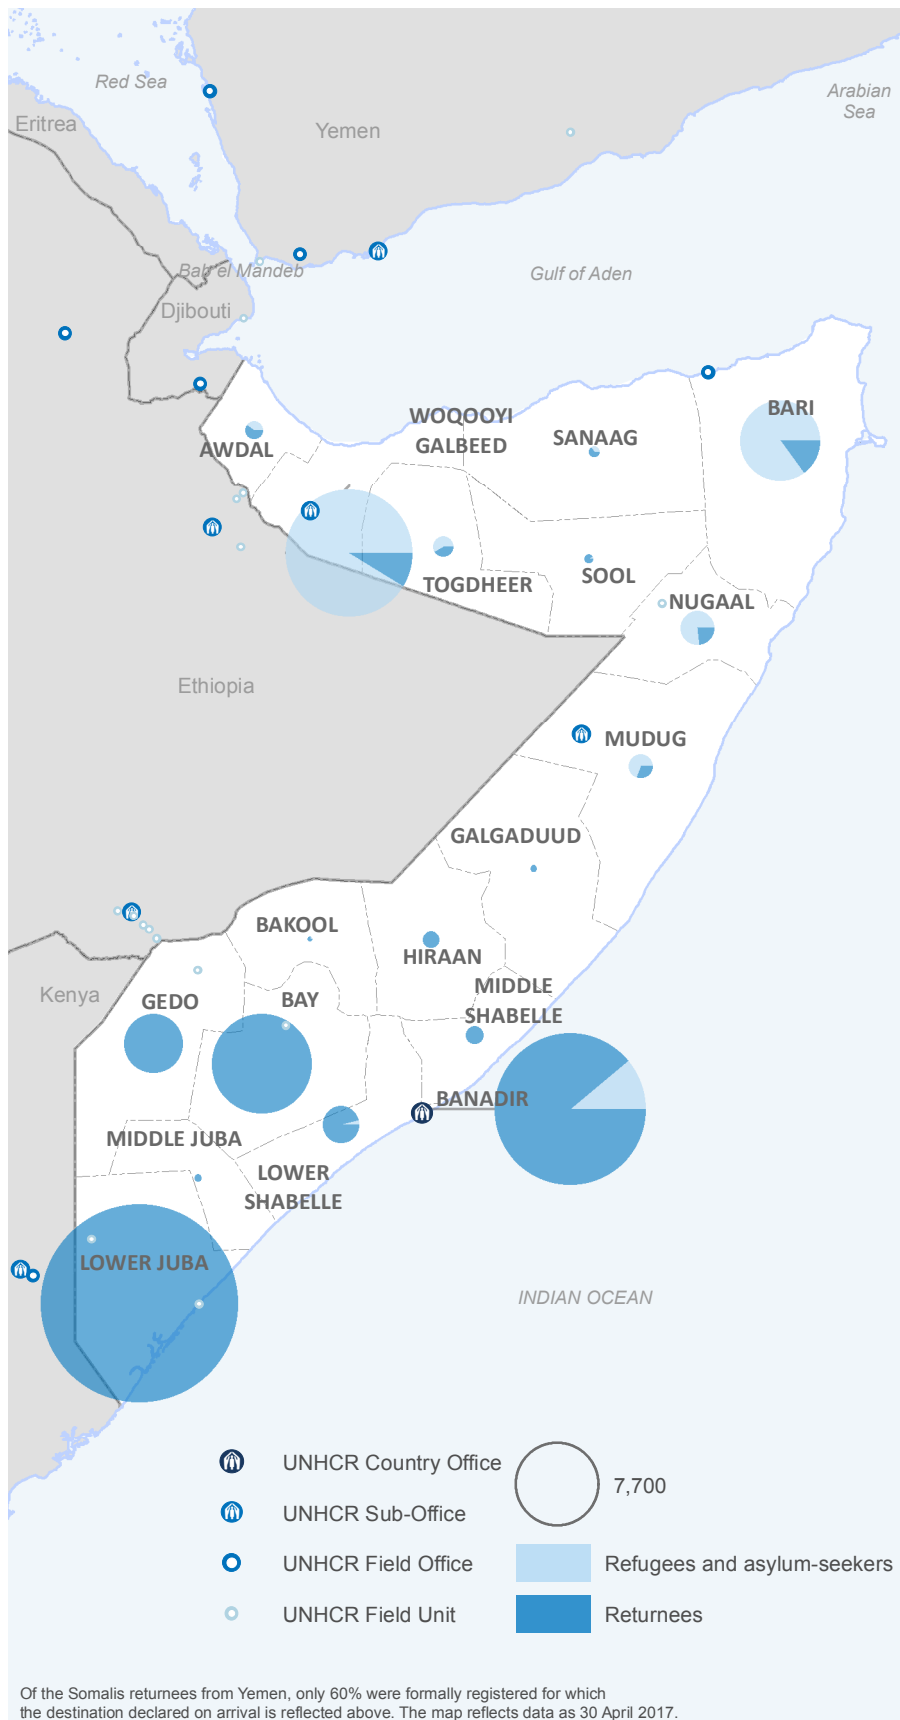 Red Sea
Arabian
Sea
Eritrea
Yemen
Bab el Mandeb
Gulf of Aden
Djibouti
BARI
WOQOOYI
GALBEED
SANAAG
AWDAL
TOGDHEER
SOOL
NUGAAL
Ethiopia
MUDUG
GALGADUUD
BAKOOL
HIRAAN
MIDDLE
SHABELLE
Kenya
GEDO
BAY
BANADIR
MIDDLE JUBA
LOWER
SHABELLE
LOWER JUBA
INDIAN OCEAN
UNHCR Country Office
7,700
UNHCR Sub-Office
UNHCR Field Office
Refugees and asylum-seekers
UNHCR Field Unit
Returnees
Of the Somalis returnees from Yemen, only 60% were formally registered for which
the destination declared on arrival is reflected above. The map reflects data as 30 April 2017.